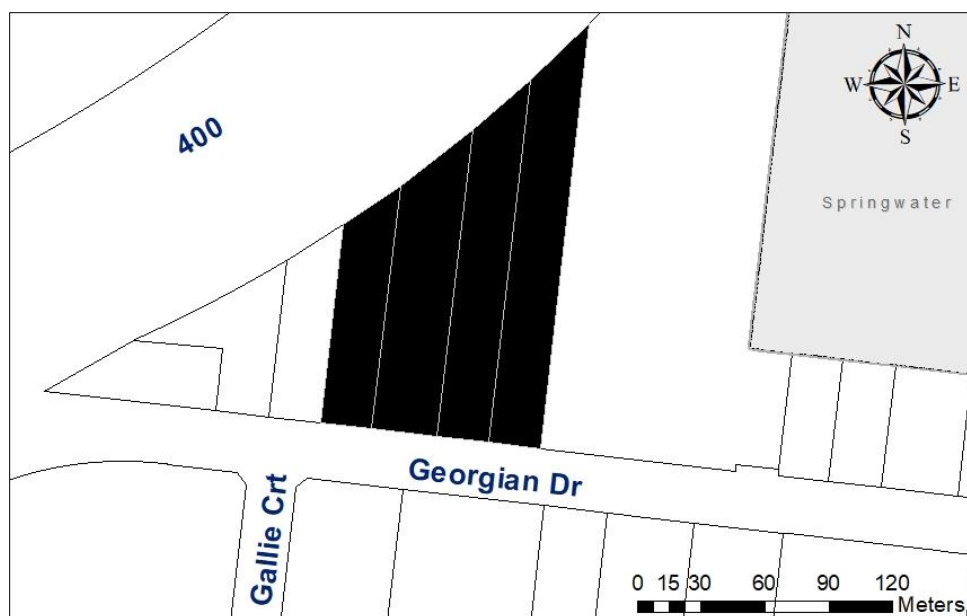 N
W E
S
400
Springwater
Georgian Dr
Gallie Crt
0 15 30 60 90 120
Meters